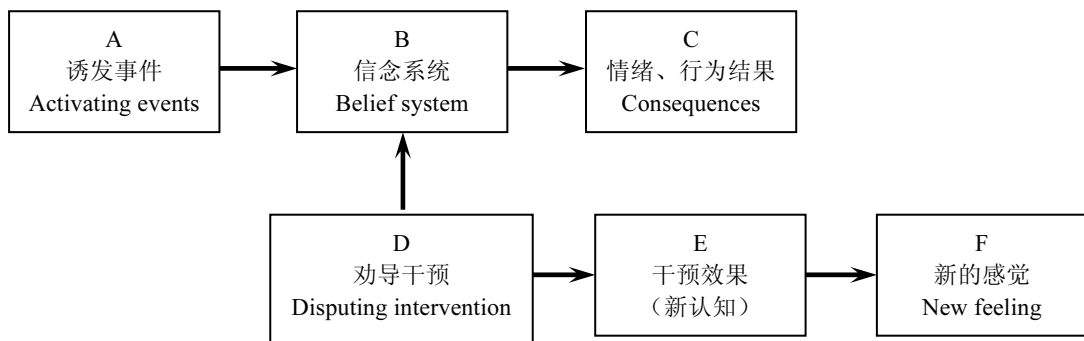 A
诱发事件
Activating events
B
信念系统
Belief system
C
情绪、行为结果
Consequences
D
劝导干预
Disputing intervention
E
干预效果
（新认知）
F
新的感觉
New feeling